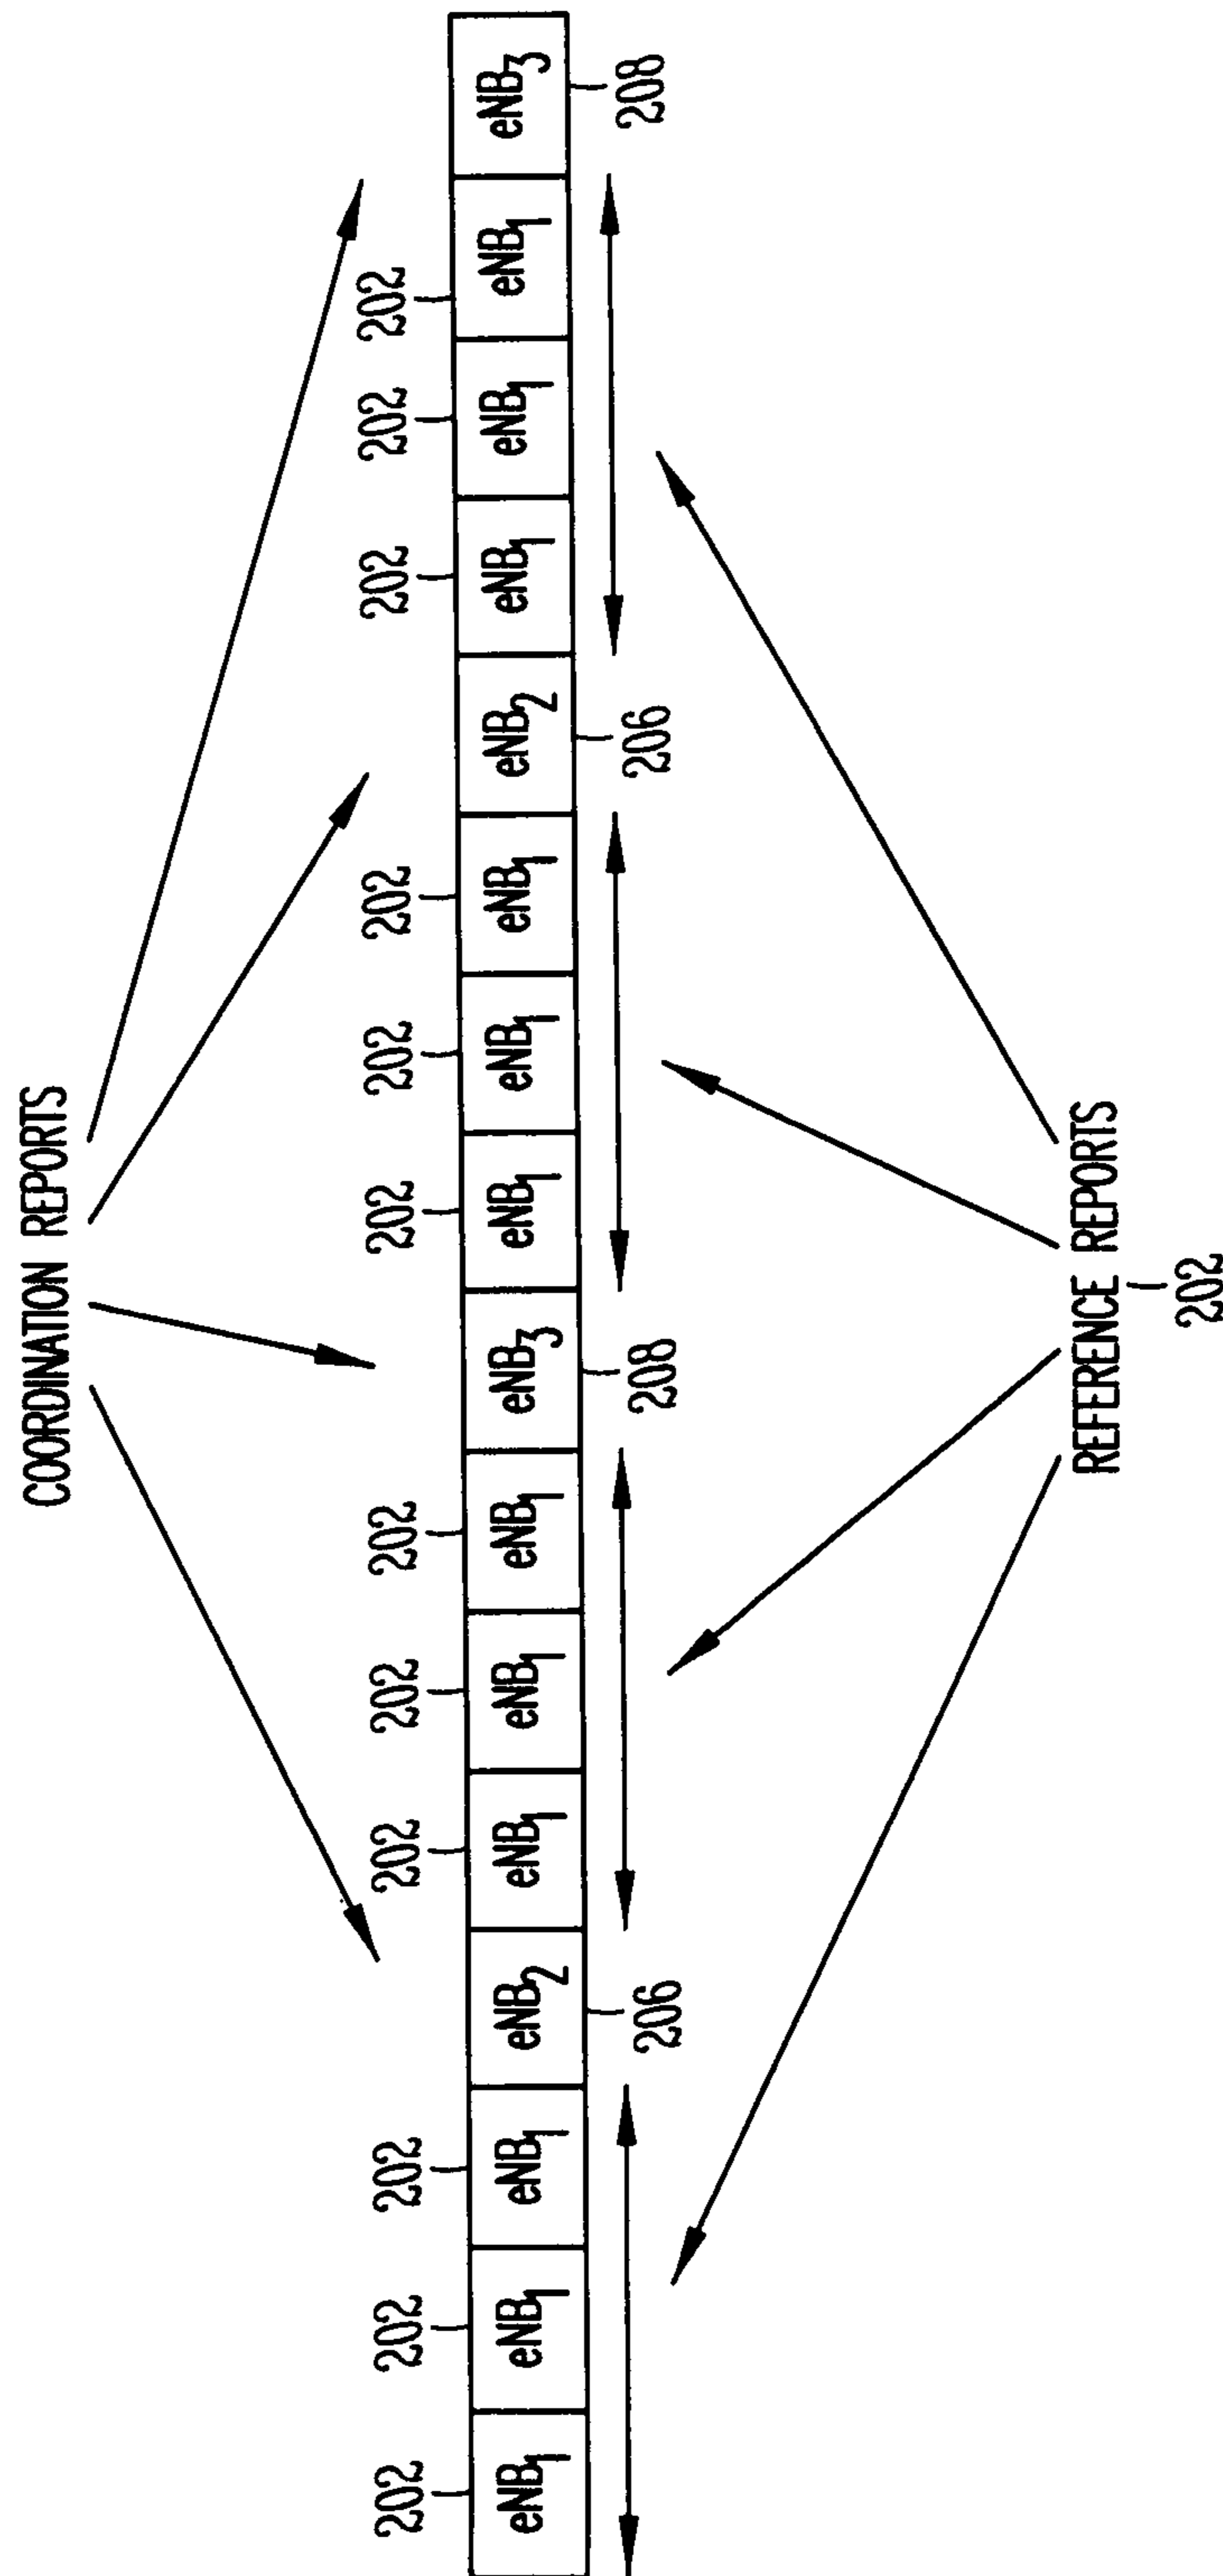 COORDINATION REPORTS
202 202 202 202 202 202 202 202 202 202 202 202
eNB1 eNB1 eNB1 eNB2 eNB1 eNB1 eNB1 eNB3 eNB1 eNB1 eNB1 eNB2 eNB1 eNB1 eNB1 eNB3
206 208 206 208
REFERENCE REPORTS
202